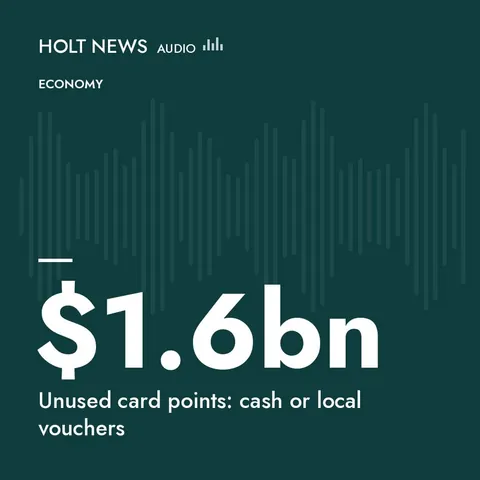 HOLT NEWS AUDIO
ECONOMY
$1.6bn
Unused card points: cash or local
vouchers